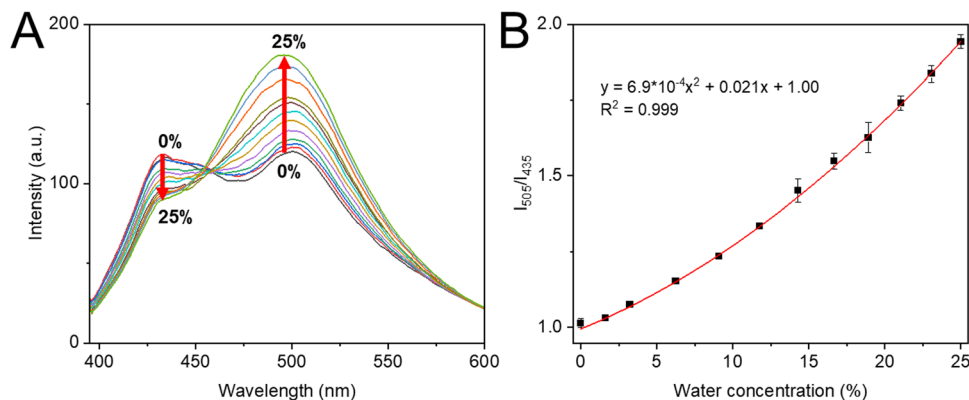 A
200
100
0
Intensity (a.u.)
0%
25%
25%
0%
400
450
500
550
600
Wavelength (nm)
B
2.0
1.5
1.0
I₅₀₅/I₄₃₅
y = 6.9*10⁻⁴x² + 0.021x + 1.00
R² = 0.999
0
5
10
15
20
25
Water concentration (%)